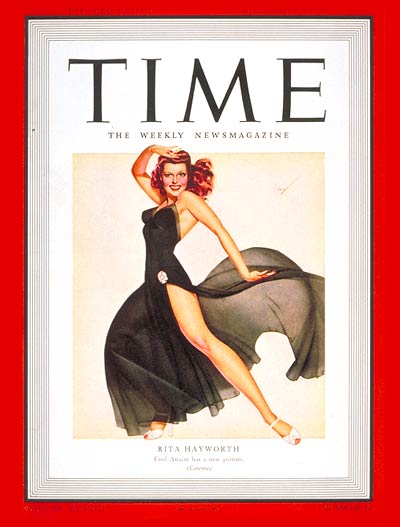 TIME
THE WEEKLY NEWSMAGAZINE
RITA HAYWORTH
Fred Astaire has a new partner.
(Cinema)